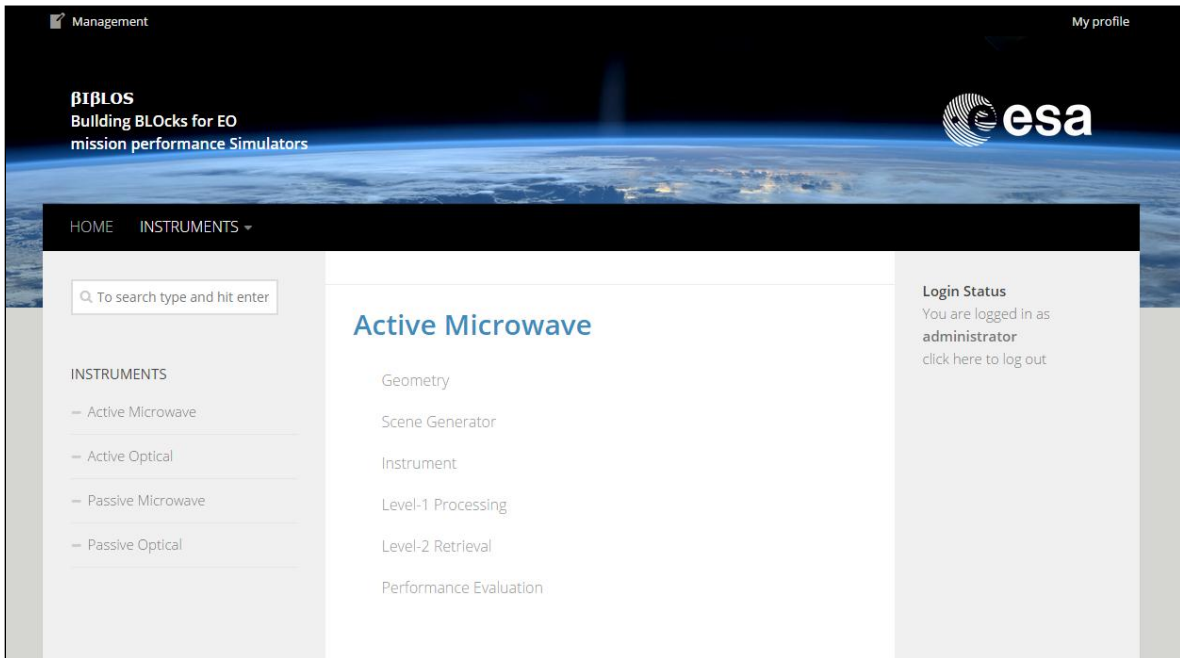 Management
My profile
βIβLOS
BuIlding BLOcks for EO
mission performance Simulators
esa
HOME INSTRUMENTS
To search type and hit enter
INSTRUMENTS
Active Microwave
Active Optical
Passive Microwave
Passive Optical
Active Microwave
Geometry
Scene Generator
Instrument
Level-1 Processing
Level-2 Retrieval
Performance Evaluation
Login Status
You are logged in as
administrator
click here to log out